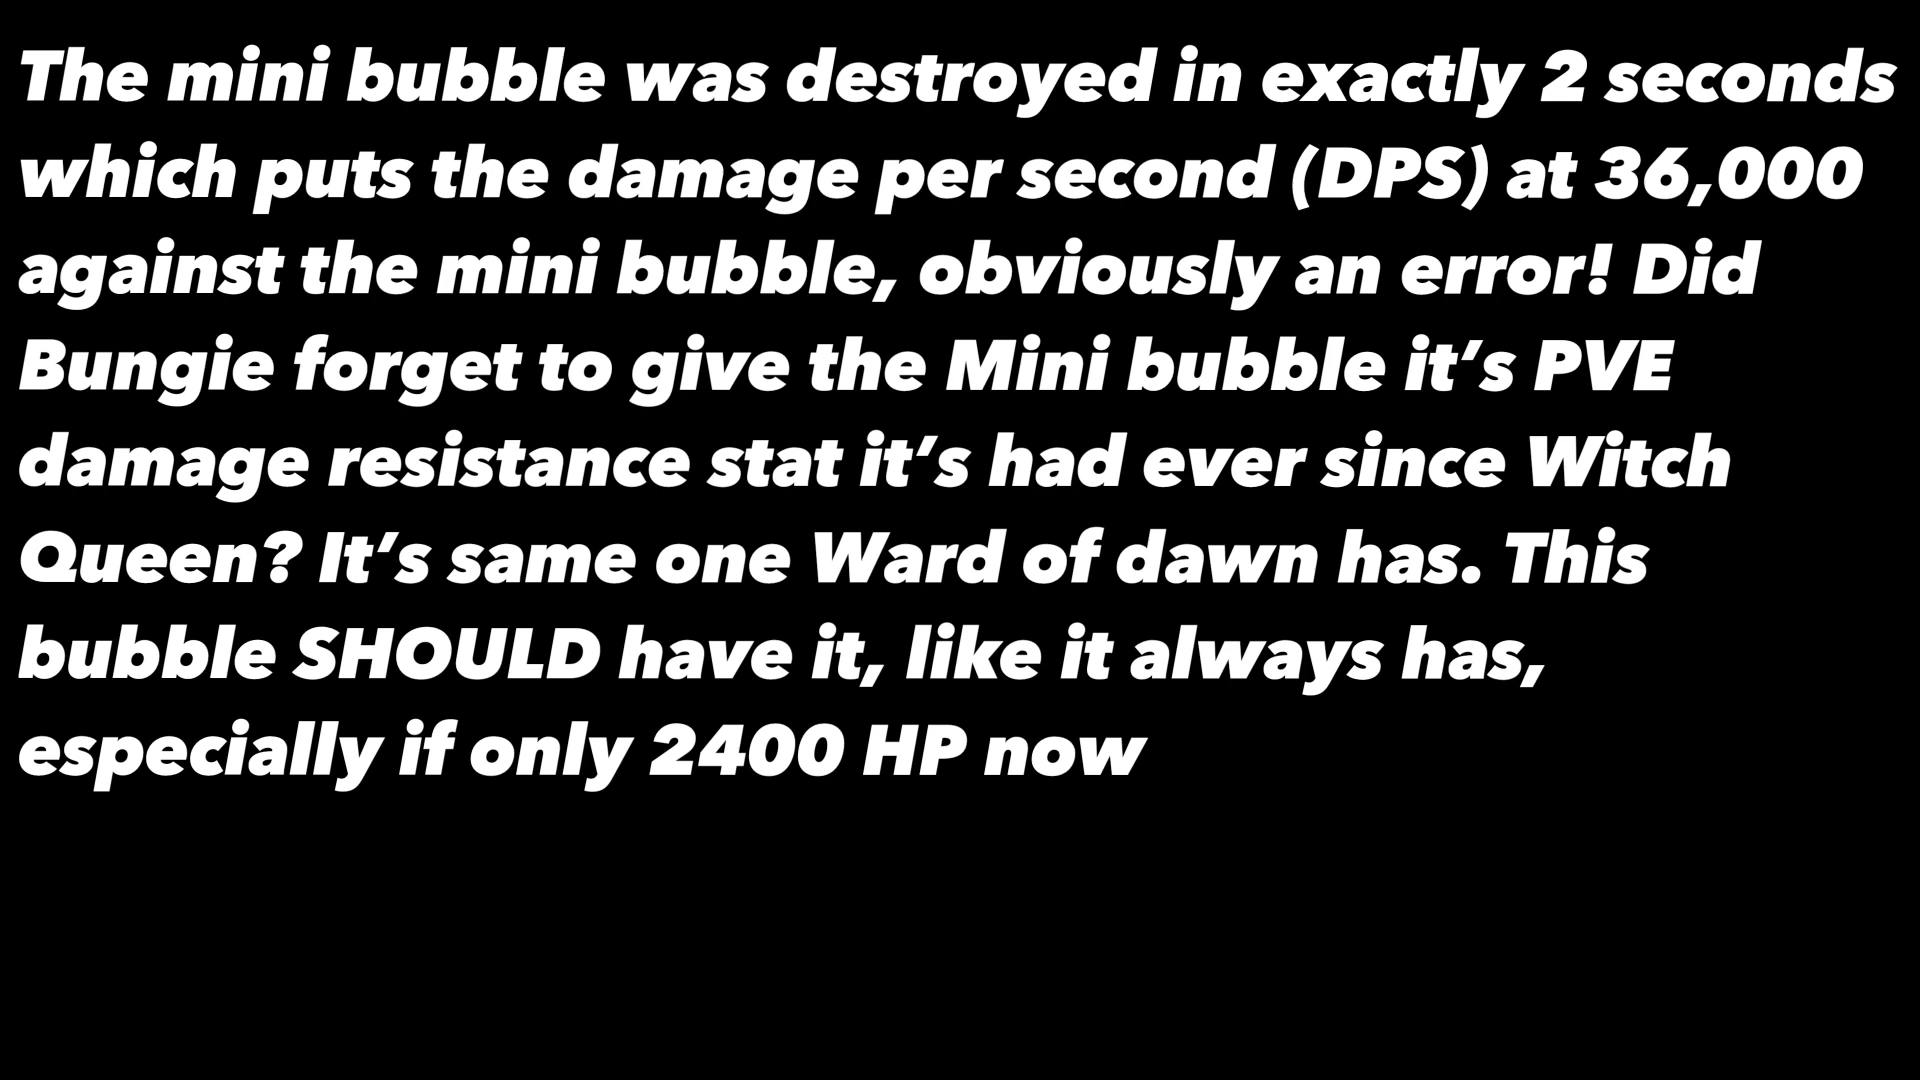 The mini bubble was destroyed in exactly 2 seconds
which puts the damage per second (DPS) at 36,000
against the mini bubble, obviously an error! Did
Bungie forget to give the Mini bubble it’s PVE
damage resistance stat it’s had ever since Witch
Queen? It’s same one Ward of dawn has. This
bubble SHOULD have it, like it always has,
especially if only 2400 HP now